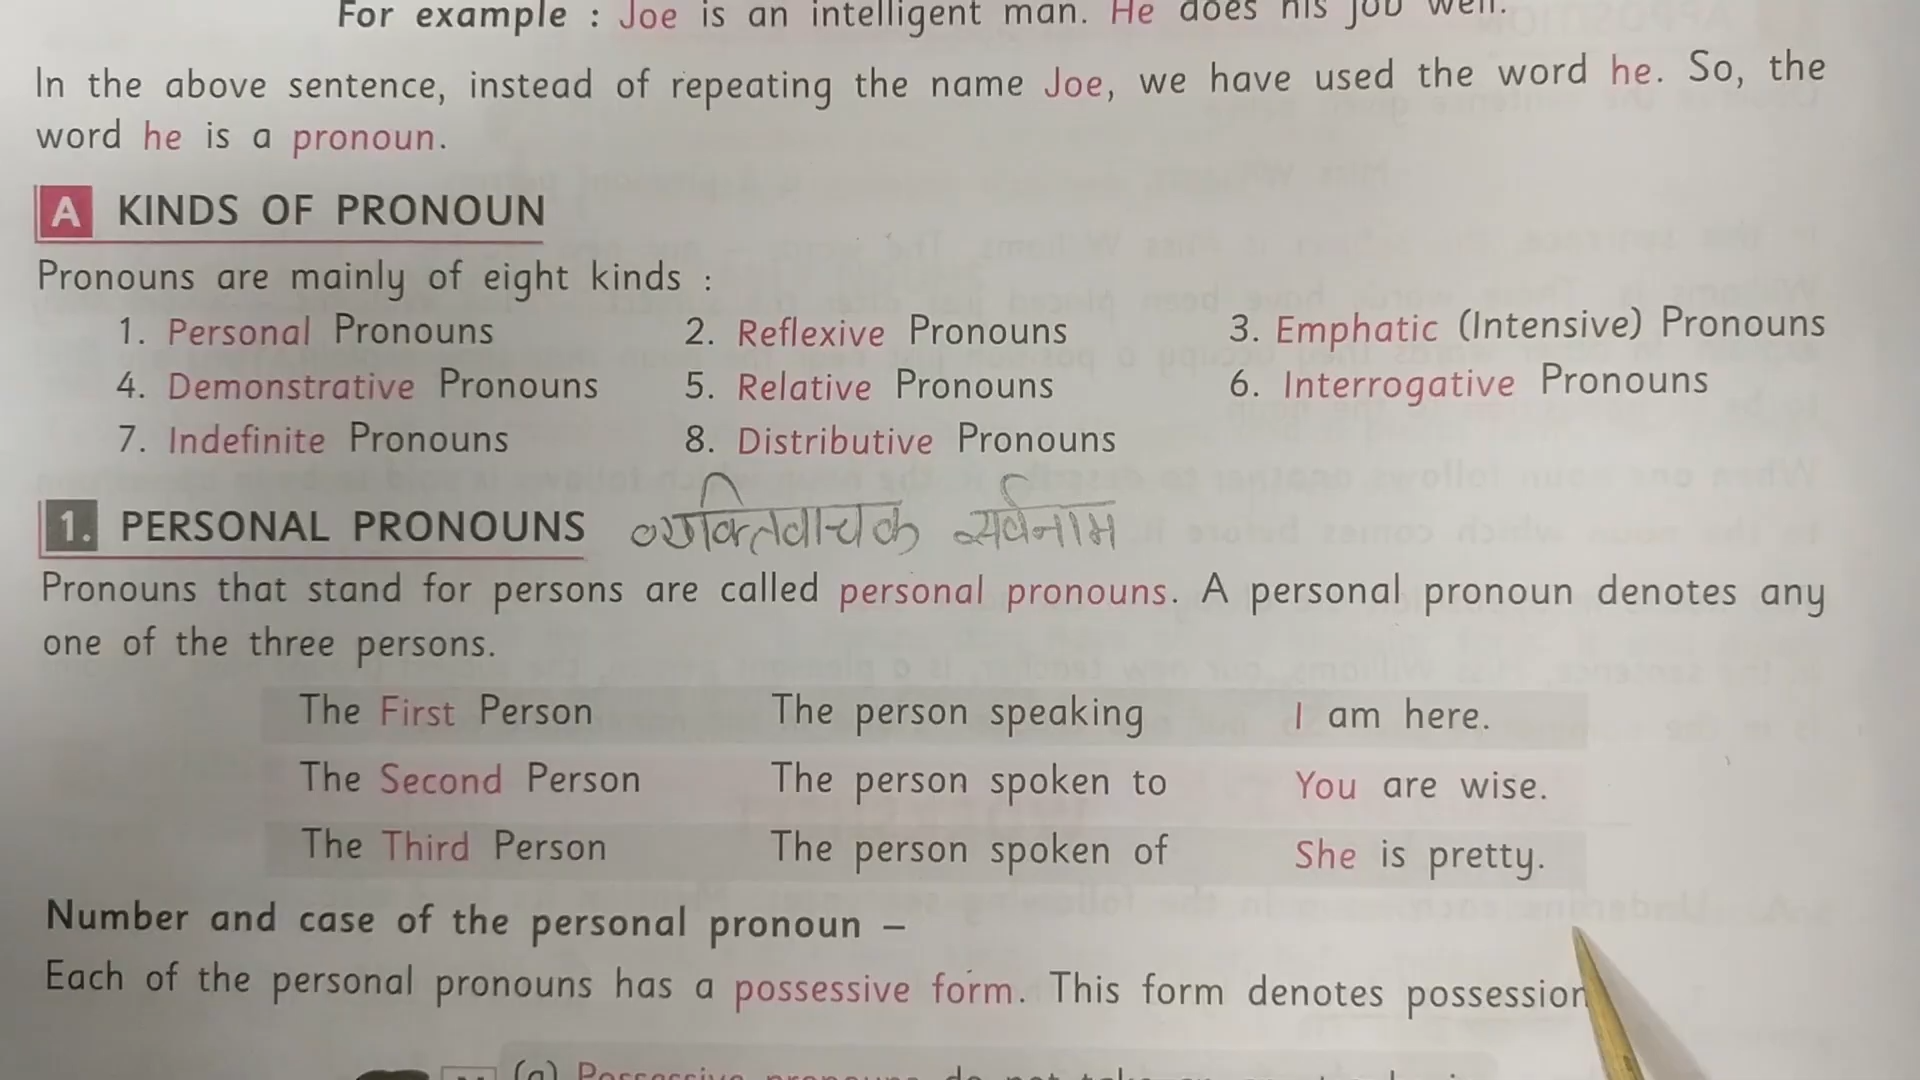 For example : Joe is an intelligent man. He does his job well.
In the above sentence, instead of repeating the name Joe, we have used the word he. So, the
word he is a pronoun.
A KINDS OF PRONOUN
Pronouns are mainly of eight kinds :
1. Personal Pronouns 2. Reflexive Pronouns 3. Emphatic (Intensive) Pronouns
4. Demonstrative Pronouns 5. Relative Pronouns 6. Interrogative Pronouns
7. Indefinite Pronouns 8. Distributive Pronouns
1. PERSONAL PRONOUNS व्यक्तिवाचक सर्वनाम
Pronouns that stand for persons are called personal pronouns. A personal pronoun denotes any
one of the three persons.
The First Person The person speaking I am here.
The Second Person The person spoken to You are wise.
The Third Person The person spoken of She is pretty.
Number and case of the personal pronoun –
Each of the personal pronouns has a possessive form. This form denotes possession
(a) Possessive pronouns do not take an